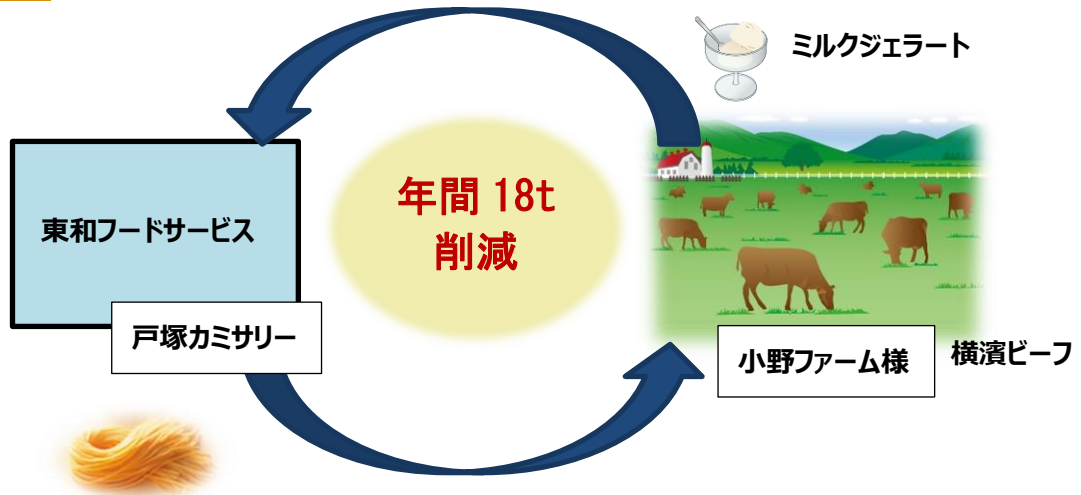 ミルクジェラート
年間 18t
削減
東和フードサービス
戸塚カミサリー
小野ファーム様
横濱ビーフ